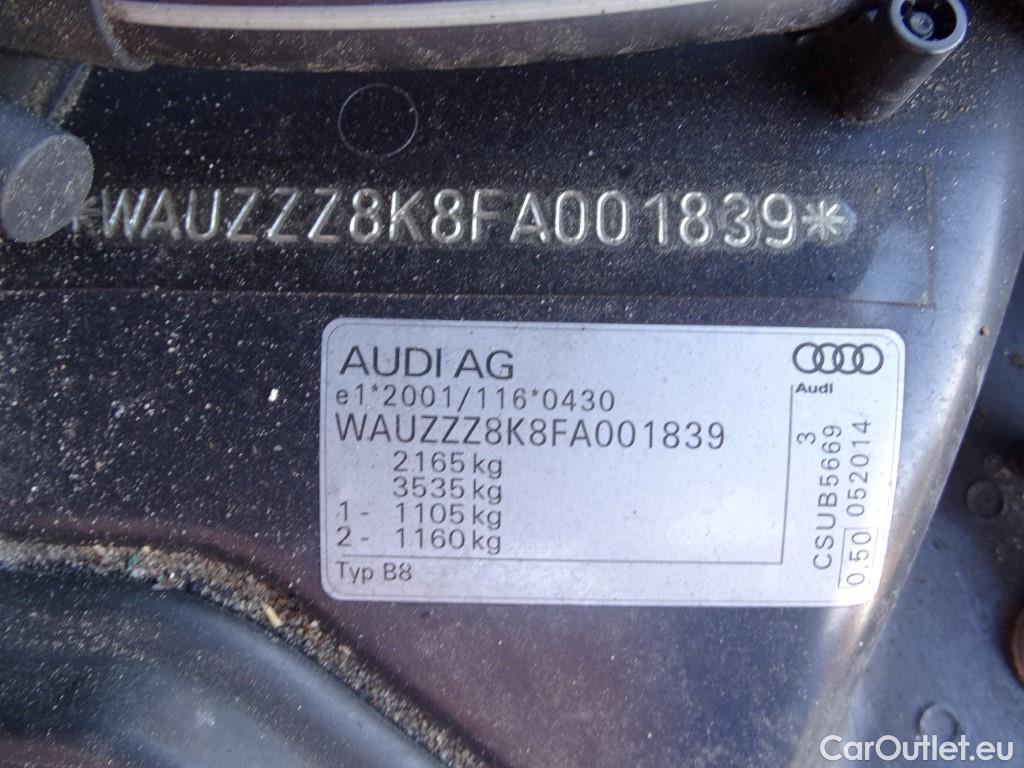 *WAUZZZ8K8FA001839*
AUDI AG
Audi
e1*2001/116*0430
WAUZZZ8K8FA001839
2165 kg
3535 kg
1 - 1105 kg
2 - 1160 kg
Typ B8
3
CSUB5669
0,50 052014
CarOutlet.eu